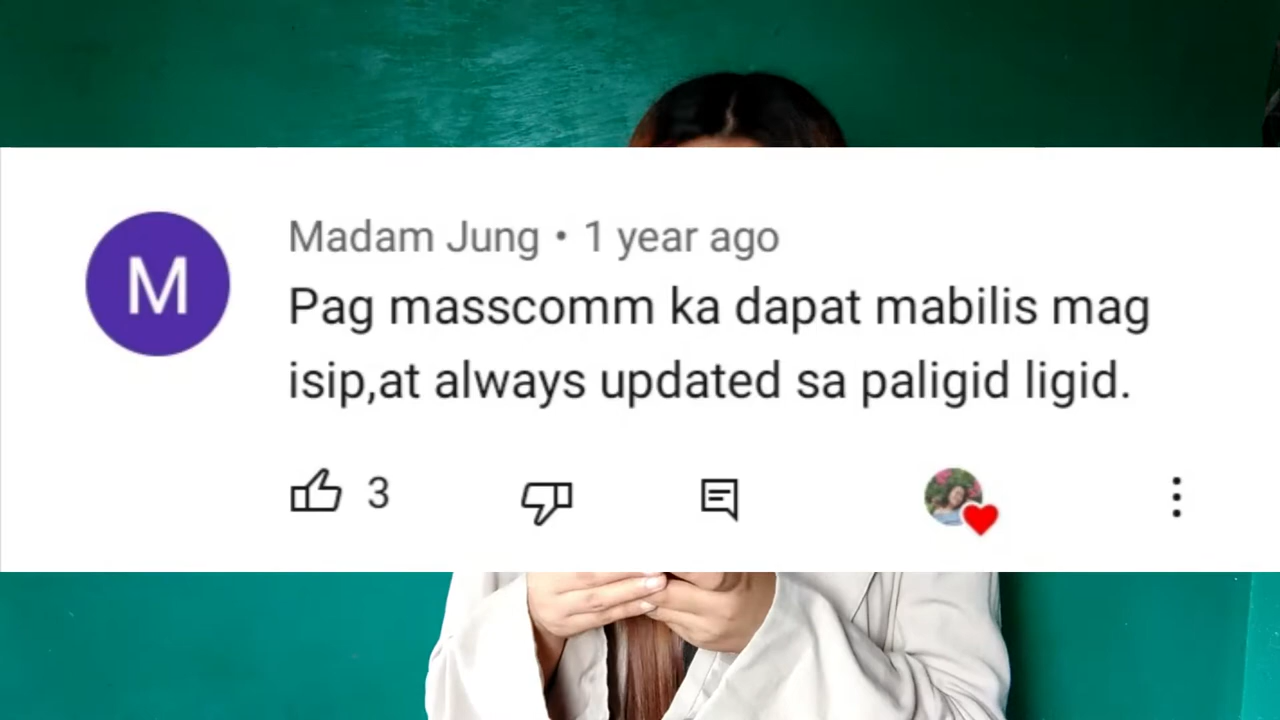 M
Madam Jung • 1 year ago
Pag masscomm ka dapat mabilis mag
isip,at always updated sa paligid ligid.
3